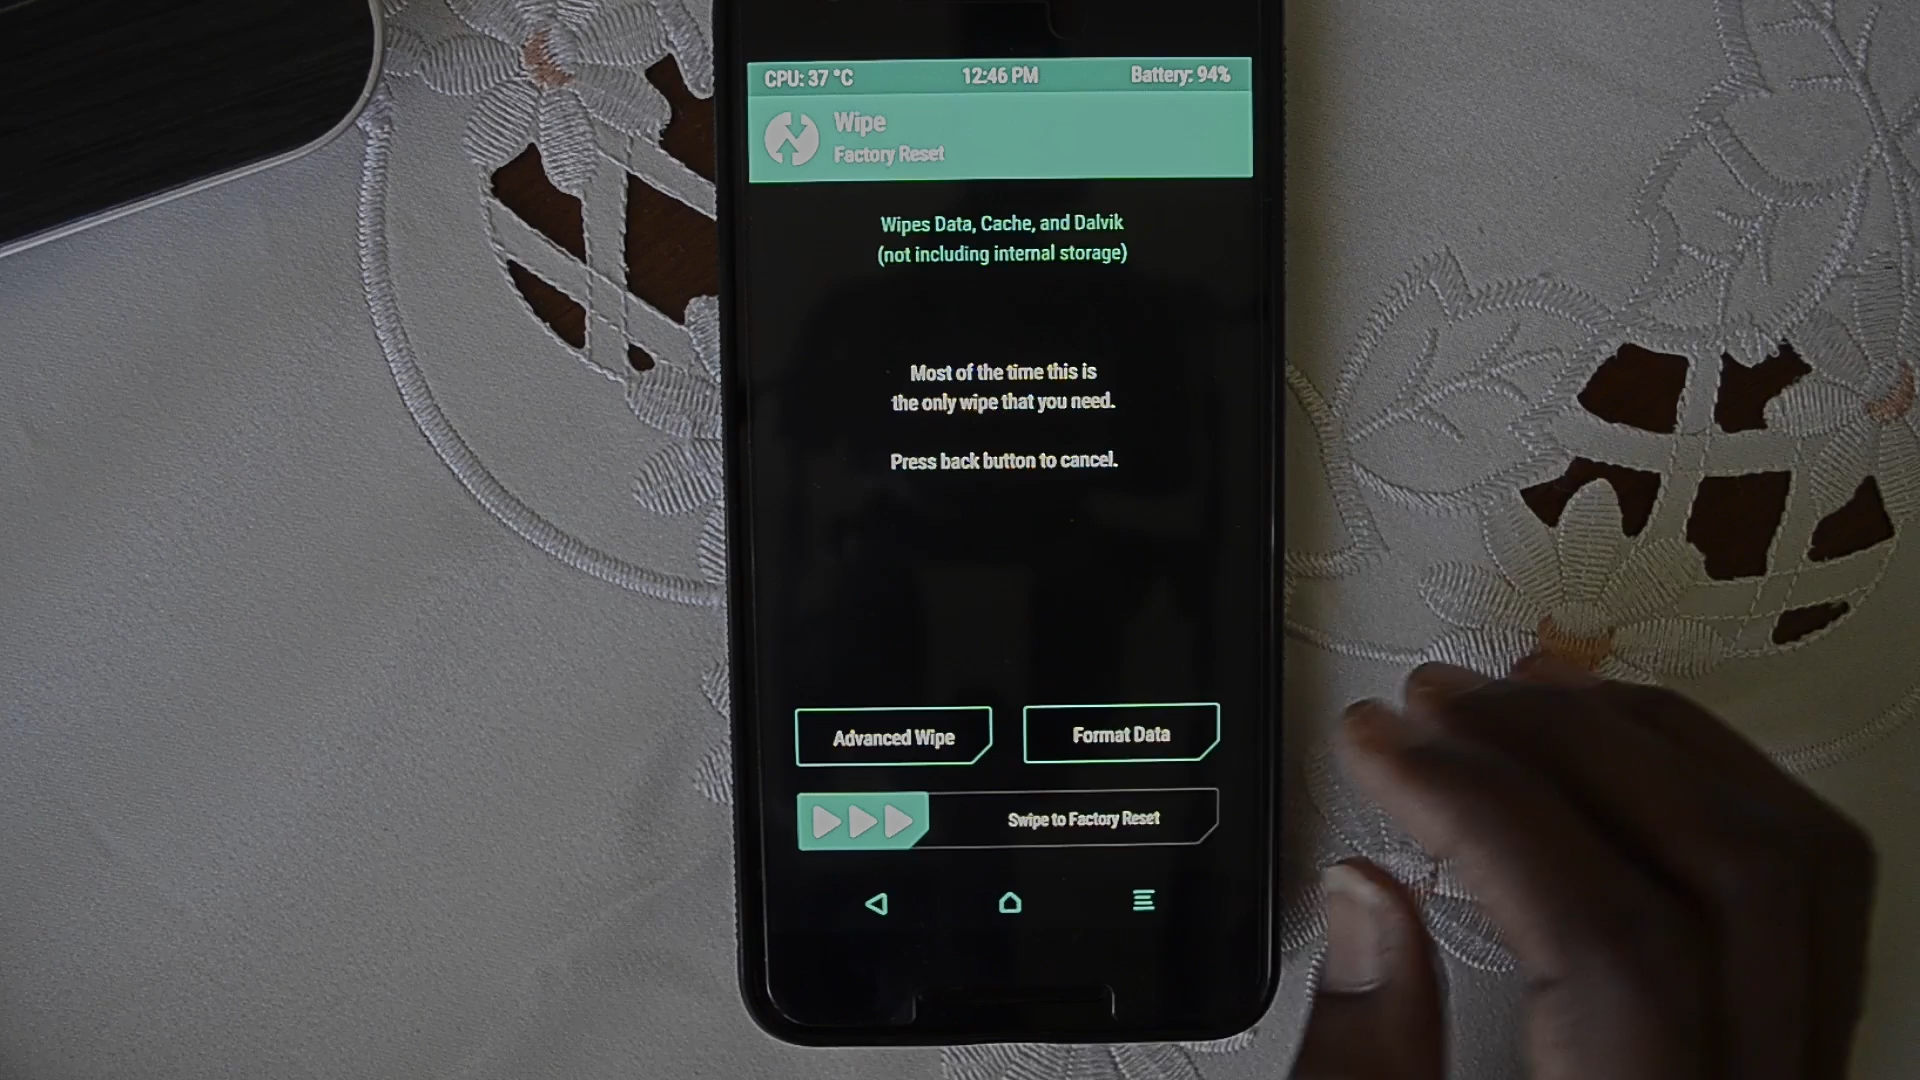 CPU: 37 °C 12:46 PM Battery: 94%
Wipe
Factory Reset
Wipes Data, Cache, and Dalvik
(not including internal storage)
Most of the time this is
the only wipe that you need.
Press back button to cancel.
Advanced Wipe Format Data
Swipe to Factory Reset